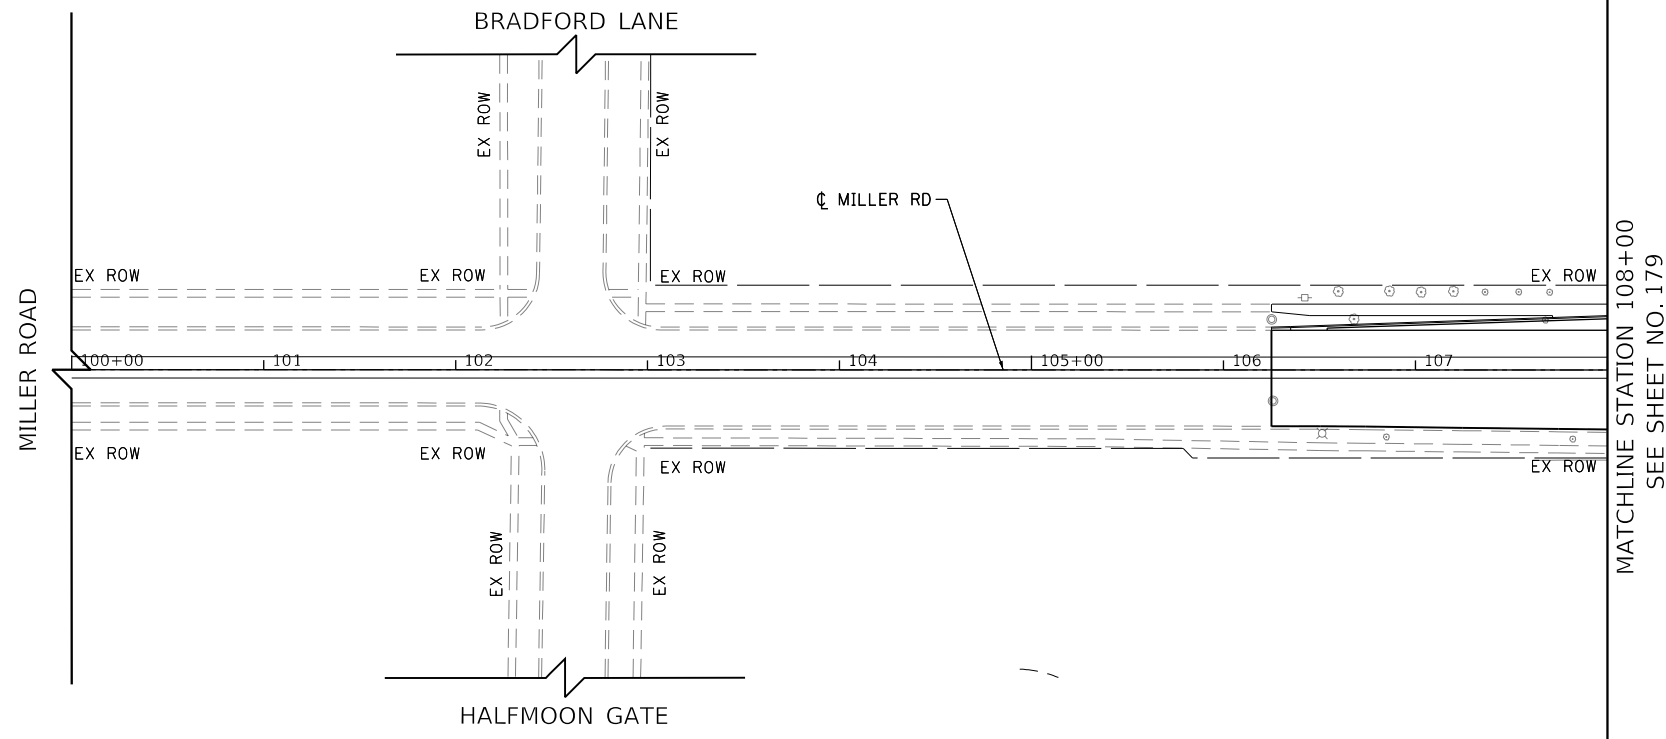 BRADFORD LANE
EX ROW
EX ROW
℄ MILLER RD
EX ROW
EX ROW
EX ROW
EX ROW
MILLER ROAD
100+00
101
102
103
104
105+00
106
107
MATCHLINE STATION 108+00
SEE SHEET NO. 179
EX ROW
EX ROW
EX ROW
EX ROW
EX ROW
EX ROW
HALFMOON GATE